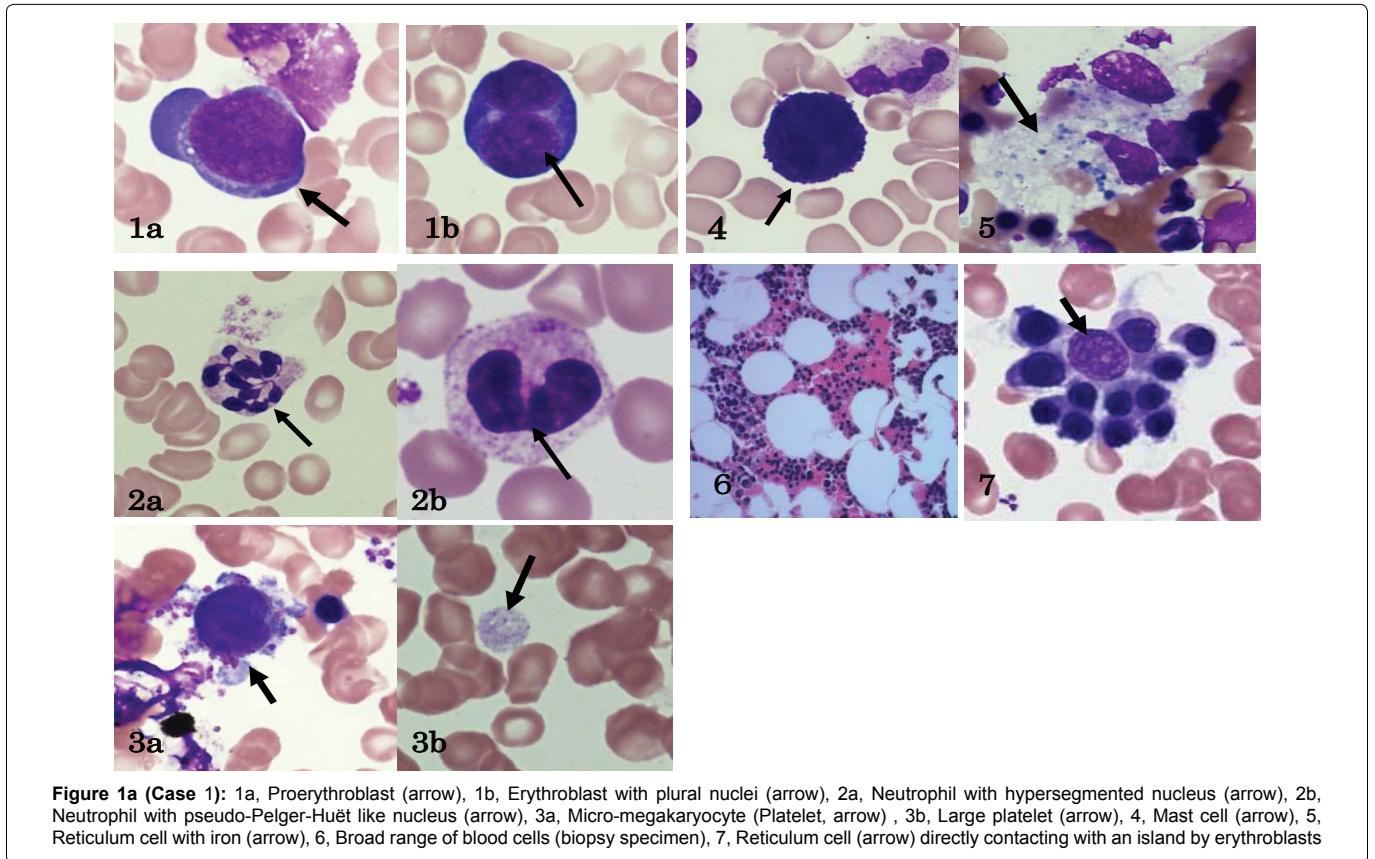 1a
1b
4
5
2a
2b
6
7
3a
3b
Figure 1a (Case 1): 1a, Proerythroblast (arrow), 1b, Erythroblast with plural nuclei (arrow), 2a, Neutrophil with hypersegmented nucleus (arrow), 2b,
Neutrophil with pseudo-Pelger-Huët like nucleus (arrow), 3a, Micro-megakaryocyte (Platelet, arrow) , 3b, Large platelet (arrow), 4, Mast cell (arrow), 5,
Reticulum cell with iron (arrow), 6, Broad range of blood cells (biopsy specimen), 7, Reticulum cell (arrow) directly contacting with an island by erythroblasts